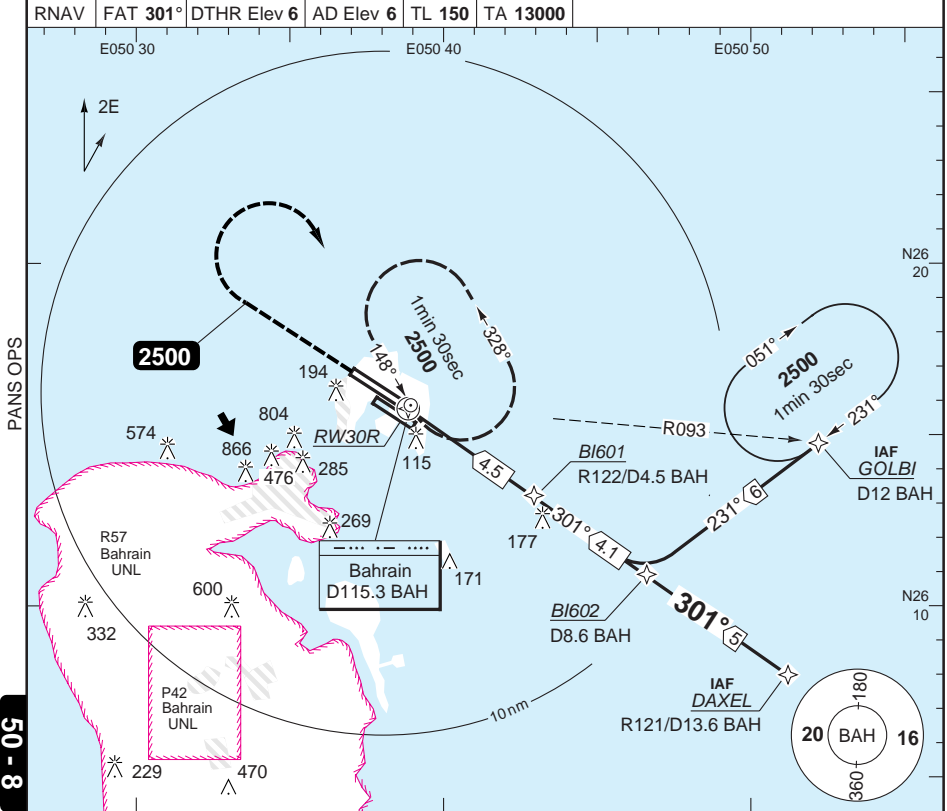 RNAV FAT 301° DTHR Elev 6 AD Elev 6 TL 150 TA 13000
E050 30
E050 40
E050 50
2E
N26
20
PANS OPS
1min 30sec
2500
148°
328°
2500
051°
2500
1min 30sec
231°
194
804
574
866
476
285
RW30R
115
R093
IAF
GOLBI
D12 BAH
BI601
R122/D4.5 BAH
4.5
231°
6
269
177
301°
4.1
R57
Bahrain
UNL
Bahrain
D115.3 BAH
171
600
332
BI602
D8.6 BAH
N26
10
301°
5
P42
Bahrain
UNL
IAF
DAXEL
R121/D13.6 BAH
10nm
180
20
BAH
16
360
229
470
50 - 8